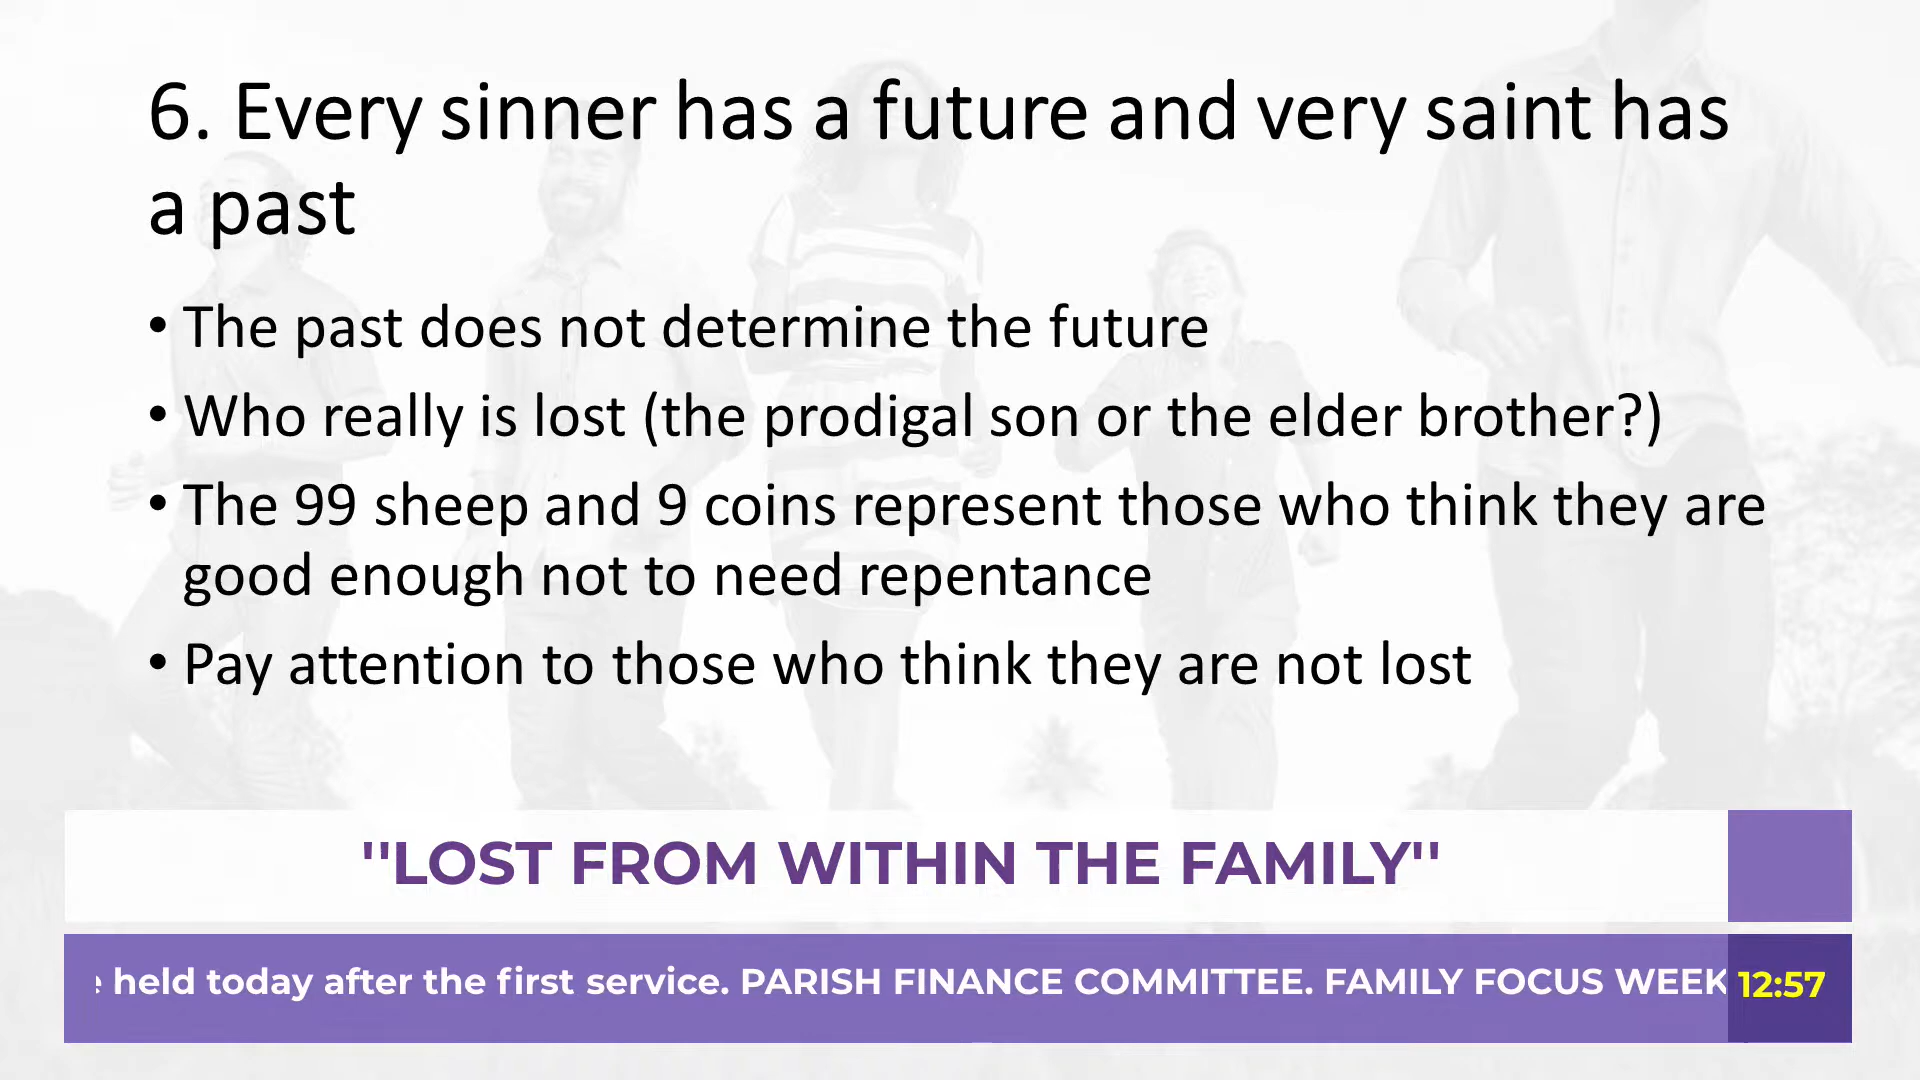 6. Every sinner has a future and very saint has
a past
• The past does not determine the future
• Who really is lost (the prodigal son or the elder brother?)
• The 99 sheep and 9 coins represent those who think they are
good enough not to need repentance
• Pay attention to those who think they are not lost
"LOST FROM WITHIN THE FAMILY"
held today after the first service. PARISH FINANCE COMMITTEE. FAMILY FOCUS WEEK
12:57